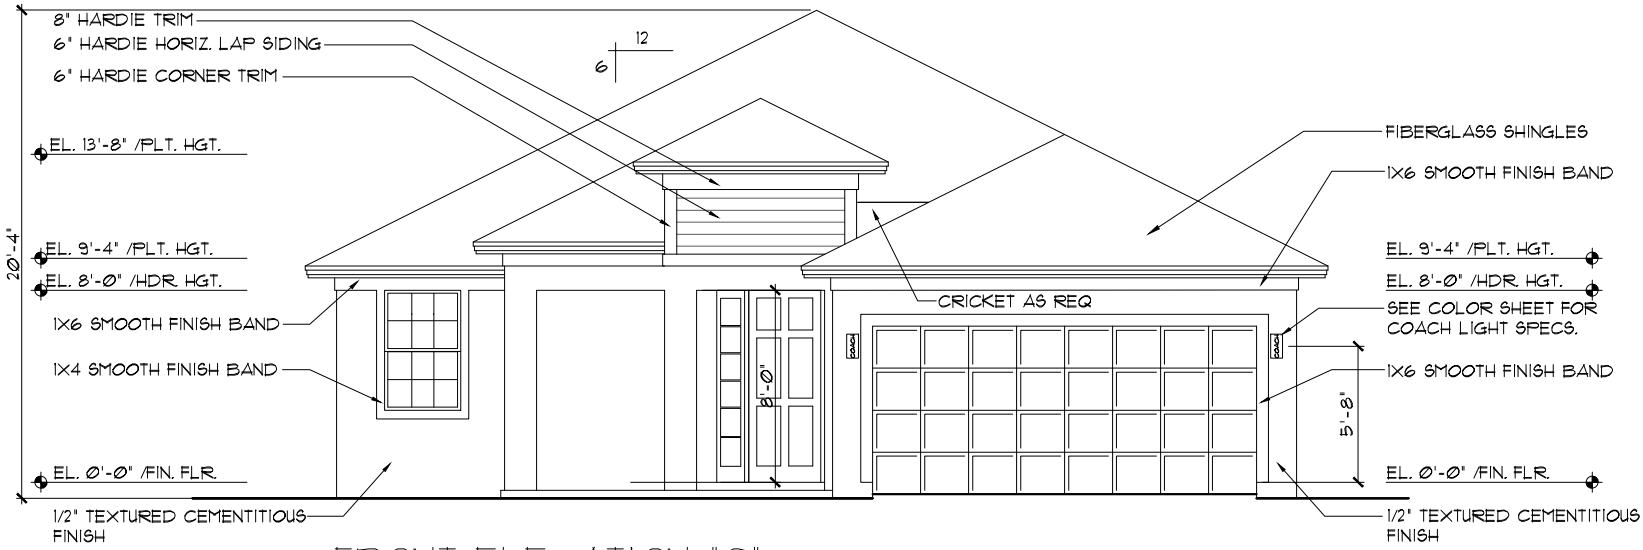 8" HARDIE TRIM
6" HARDIE HORIZ. LAP SIDING
6" HARDIE CORNER TRIM
12
6
EL. 13'-8" /PLT. HGT.
EL. 9'-4" /PLT. HGT.
EL. 8'-0" /HDR. HGT.
20'-4"
1X6 SMOOTH FINISH BAND
1X4 SMOOTH FINISH BAND
EL. 0'-0" /FIN. FLR.
1/2" TEXTURED CEMENTITIOUS
FINISH
COACH
8'-0"
CRICKET AS REQ
COACH
FIBERGLASS SHINGLES
1X6 SMOOTH FINISH BAND
EL. 9'-4" /PLT. HGT.
EL. 8'-0" /HDR. HGT.
SEE COLOR SHEET FOR
COACH LIGHT SPECS.
1X6 SMOOTH FINISH BAND
5'-8"
EL. 0'-0" /FIN. FLR.
1/2" TEXTURED CEMENTITIOUS
FINISH